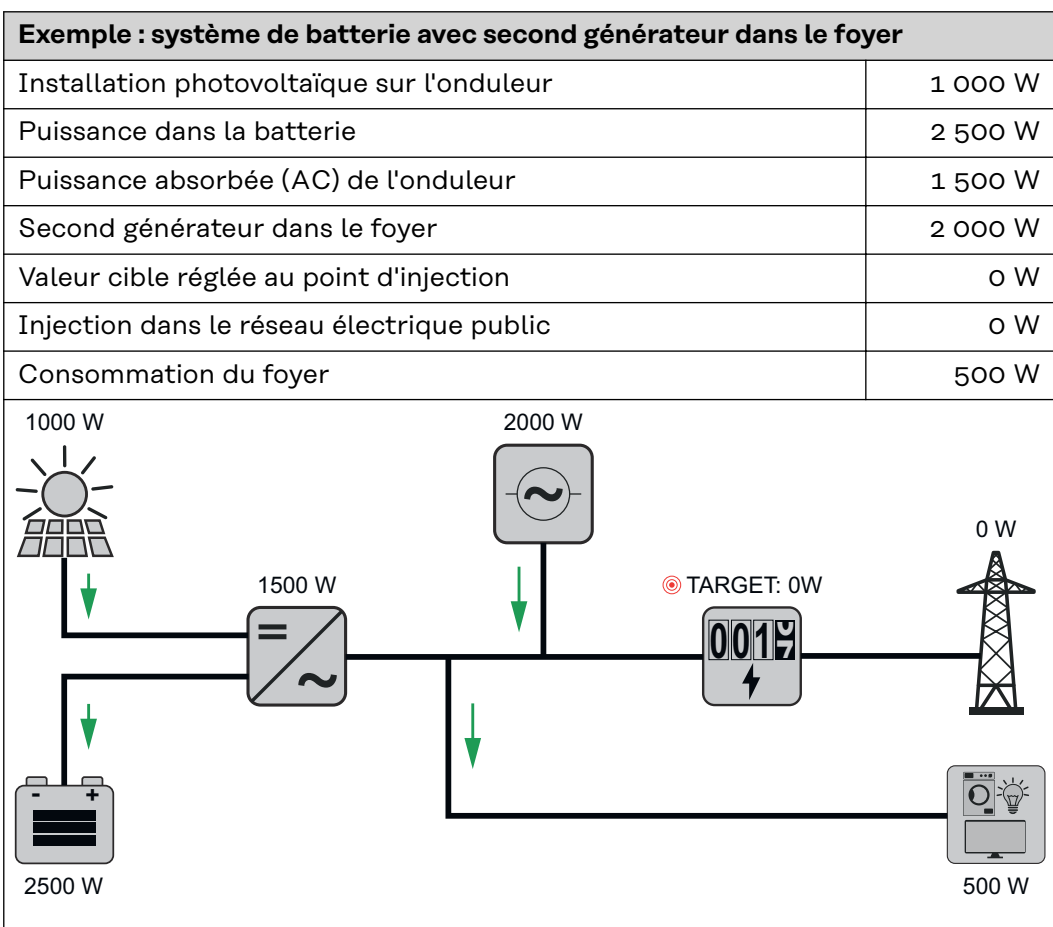 Exemple : système de batterie avec second générateur dans le foyer
Installation photovoltaïque sur l'onduleur 1 000 W
Puissance dans la batterie 2 500 W
Puissance absorbée (AC) de l'onduleur 1 500 W
Second générateur dans le foyer 2 000 W
Valeur cible réglée au point d'injection 0 W
Injection dans le réseau électrique public 0 W
Consommation du foyer 500 W
1000 W
2000 W
0 W
1500 W
TARGET: 0W
001
- +
2500 W
500 W